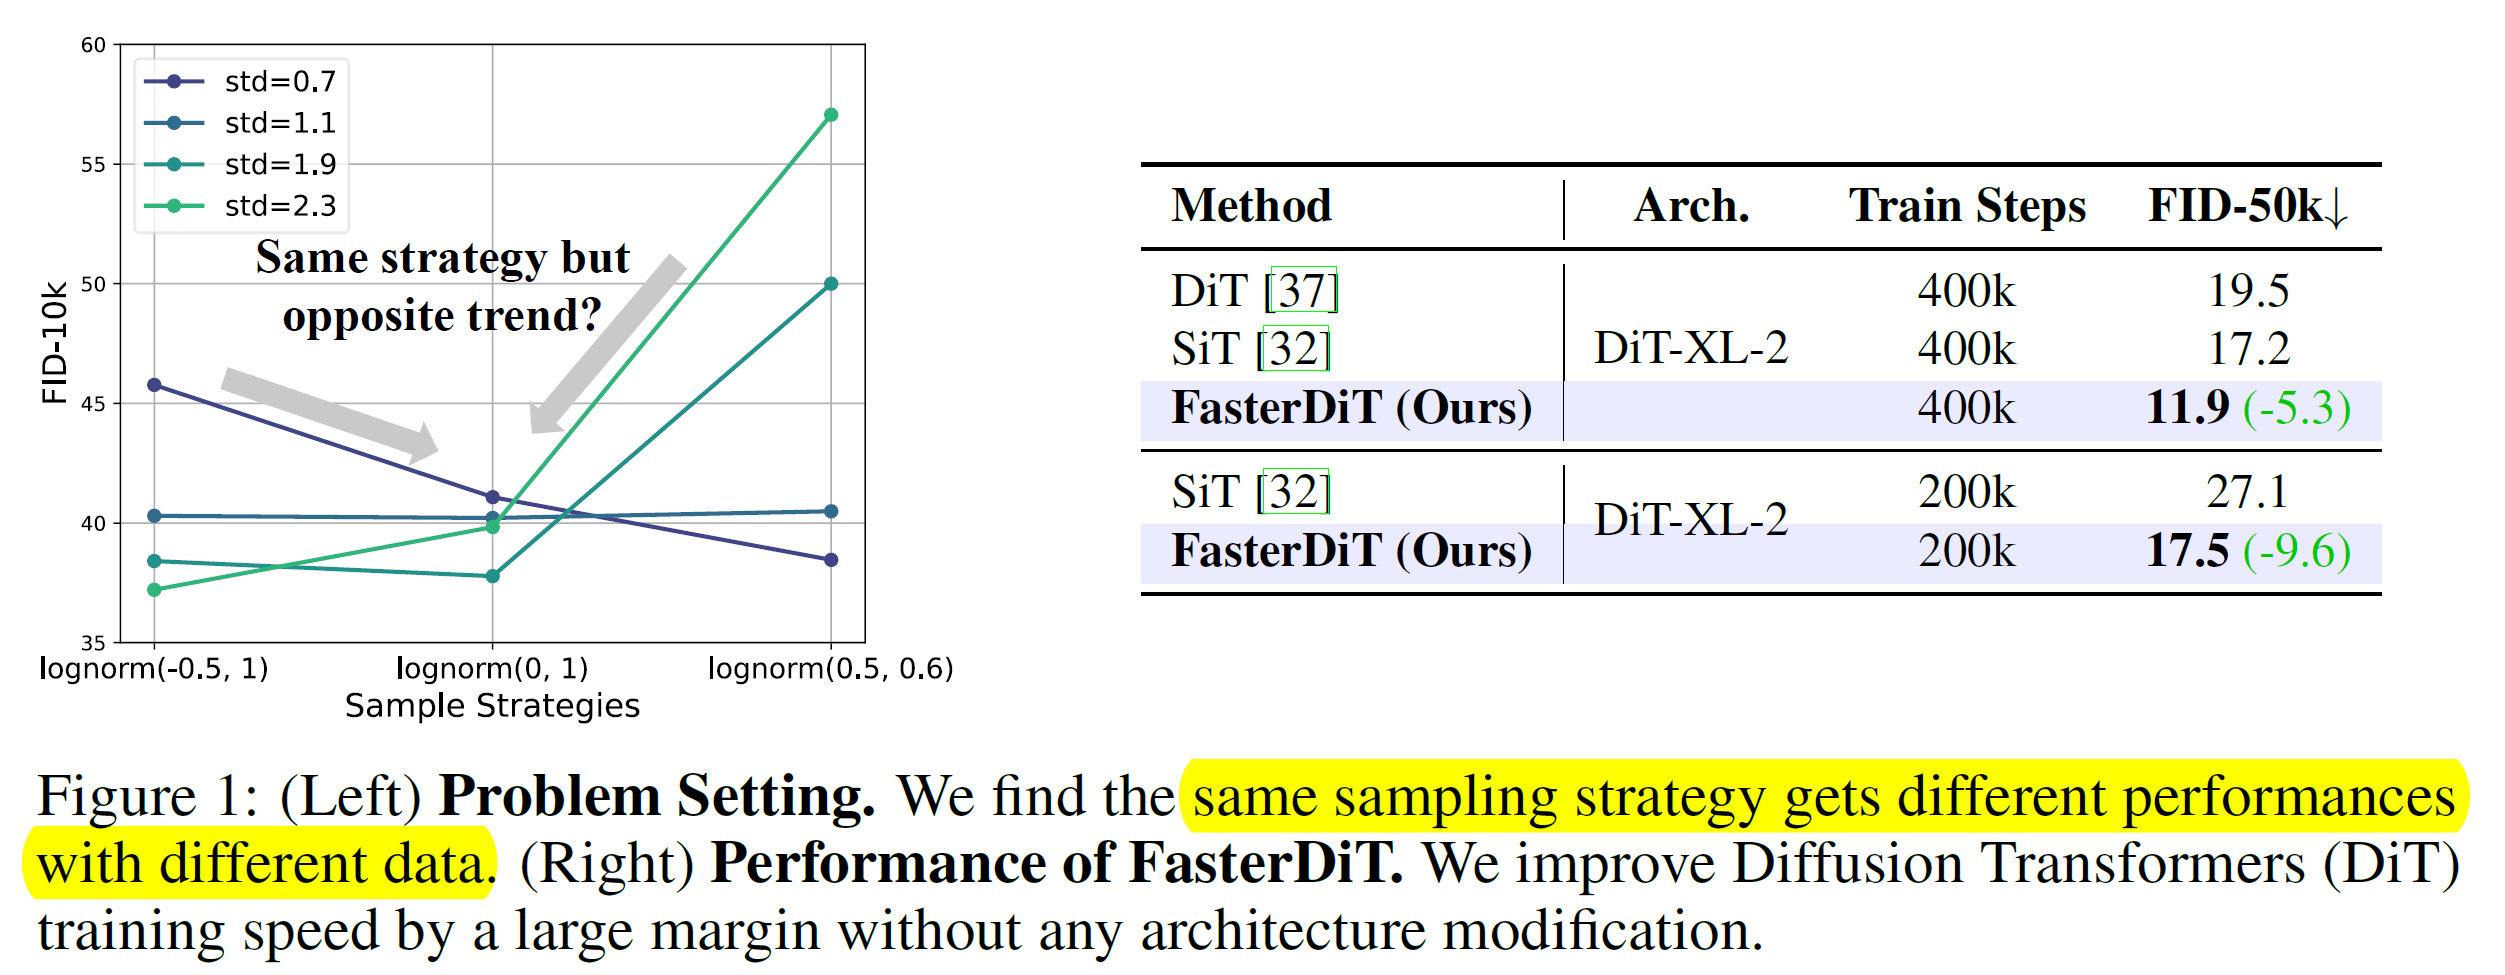 60
55
50
45
40
35
FID-10k
std=0.7
std=1.1
std=1.9
std=2.3
Same strategy but
opposite trend?
lognorm(-0.5, 1) lognorm(0, 1) lognorm(0.5, 0.6)
Sample Strategies
Method Arch. Train Steps FID-50k↓
DiT [37] 400k 19.5
SiT [32] DiT-XL-2 400k 17.2
FasterDiT (Ours) 400k 11.9 (-5.3)
SiT [32] 200k 27.1
DiT-XL-2
FasterDiT (Ours) 200k 17.5 (-9.6)
Figure 1: (Left) Problem Setting. We find the same sampling strategy gets different performances
with different data. (Right) Performance of FasterDiT. We improve Diffusion Transformers (DiT)
training speed by a large margin without any architecture modification.